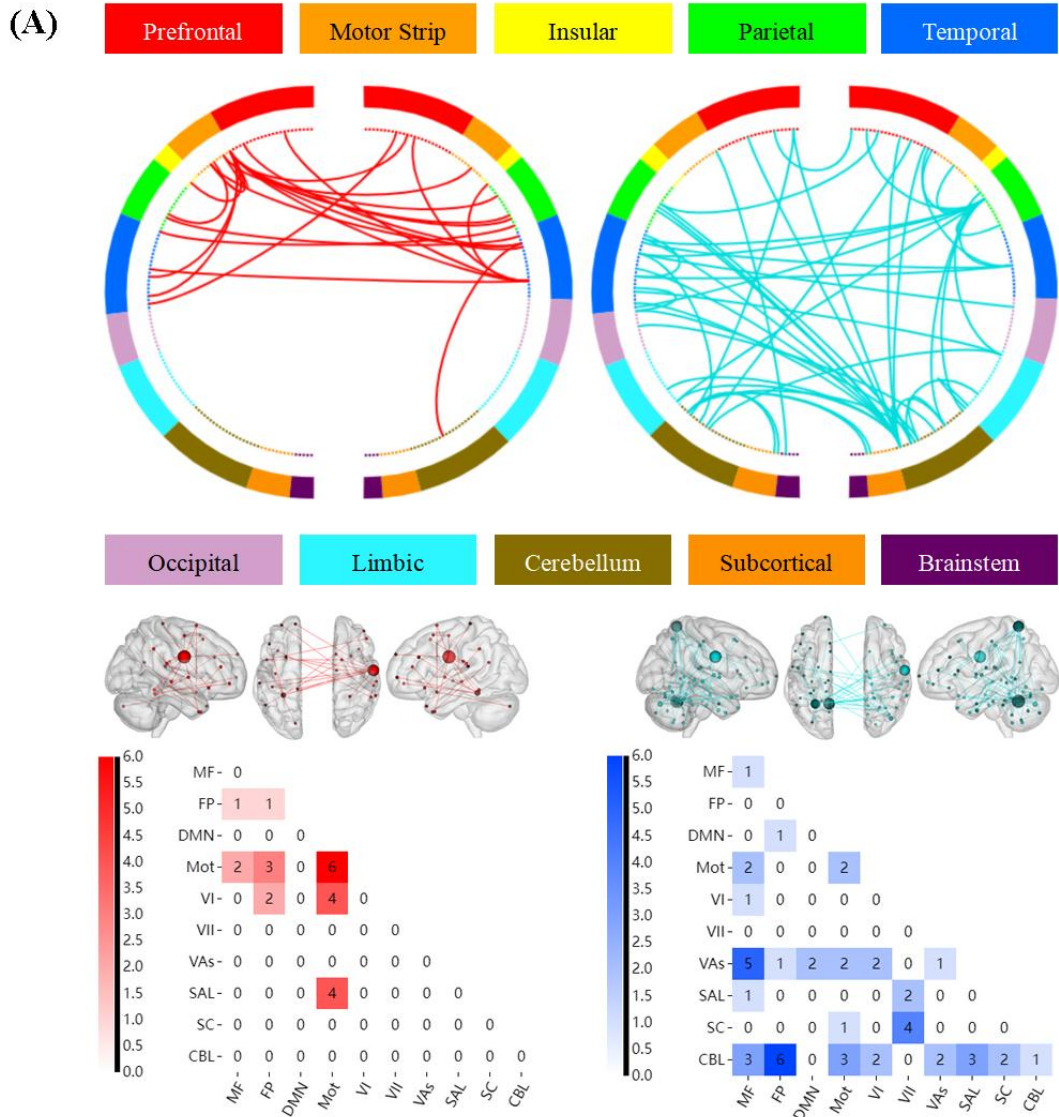 (A)
Prefrontal Motor Strip Insular Parietal Temporal
Occipital Limbic Cerebellum Subcortical Brainstem
6.0
5.5
5.0
4.5
4.0
3.5
3.0
2.5
2.0
1.5
1.0
0.5
0.0
MF- 0
FP- 1 1
DMN- 0 0 0
Mot- 2 3 0 6
VI- 0 2 0 4 0
VII- 0 0 0 0 0 0
VAs- 0 0 0 0 0 0 0
SAL- 0 0 0 4 0 0 0 0
SC- 0 0 0 0 0 0 0 0 0
CBL- 0 0 0 0 0 0 0 0 0 0
MF FP DMN Mot VI VII VAs SAL SC CBL
6.0
5.5
5.0
4.5
4.0
3.5
3.0
2.5
2.0
1.5
1.0
0.5
0.0
MF- 1
FP- 0 0
DMN- 0 1 0
Mot- 2 0 0 2
VI- 1 0 0 0 0
VII- 0 0 0 0 0 0
VAs- 5 1 2 2 2 0 1
SAL- 1 0 0 0 0 2 0 0
SC- 0 0 0 1 0 4 0 0 0
CBL- 3 6 0 3 2 0 2 3 2 1
MF FP DMN Mot VI VII VAs SAL SC CBL